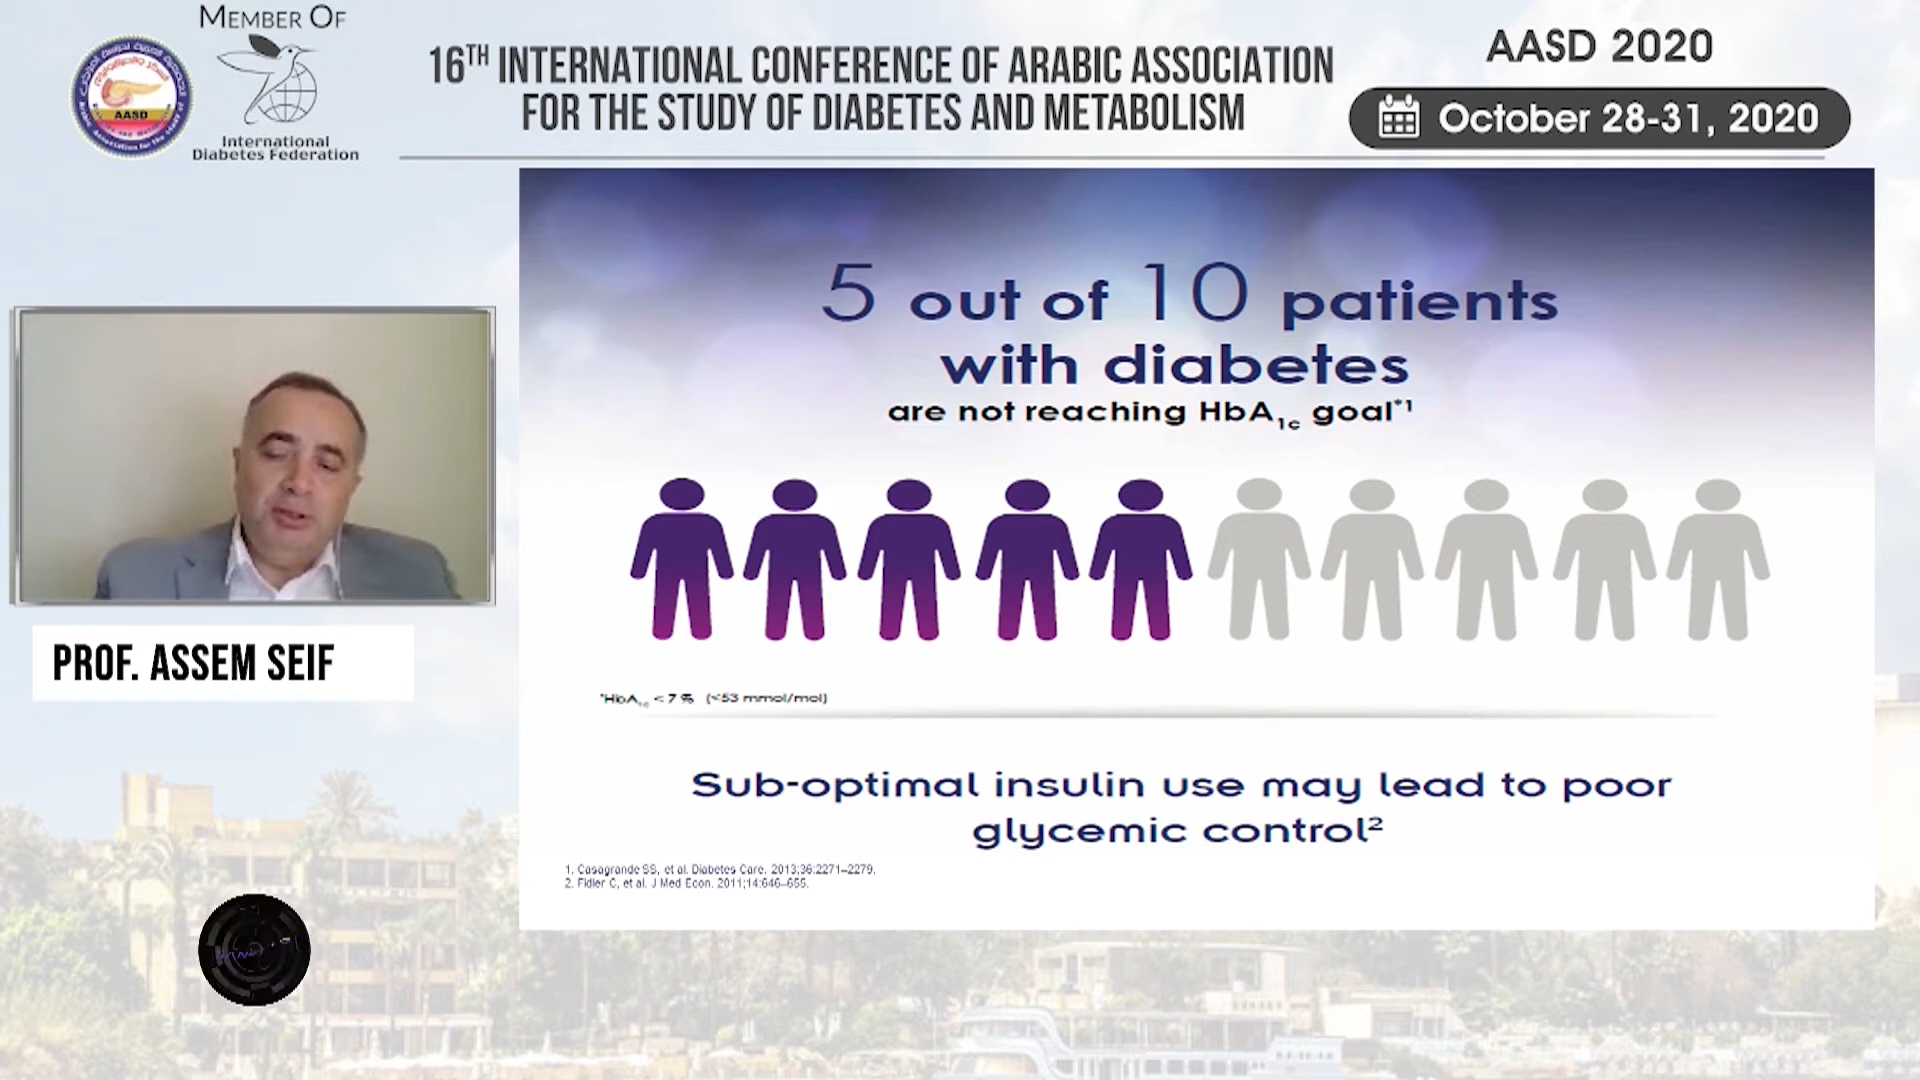 MEMBER OF
International
Diabetes Federation
AASD
16TH INTERNATIONAL CONFERENCE OF ARABIC ASSOCIATION
FOR THE STUDY OF DIABETES AND METABOLISM
AASD 2020
October 28-31, 2020
5 out of 10 patients
with diabetes
are not reaching HbA1c goal*1
PROF. ASSEM SEIF
*HbA1c <7% (<53 mmol/mol)
Sub-optimal insulin use may lead to poor
glycemic control2
1. Casagrande SS, et al. Diabetes Care. 2013;36:2271–2279.
2. Fidler C, et al. J Med Econ. 2011;14:646–655.